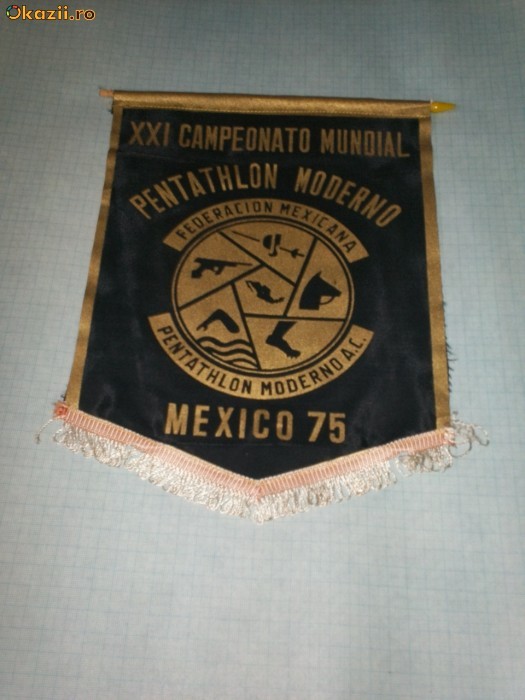 Okazii.ro
XXI CAMPEONATO MUNDIAL
PENTATHLON MODERNO
FEDERACION MEXICANA
PENTATHLON MODERNO A.C.
MEXICO 75